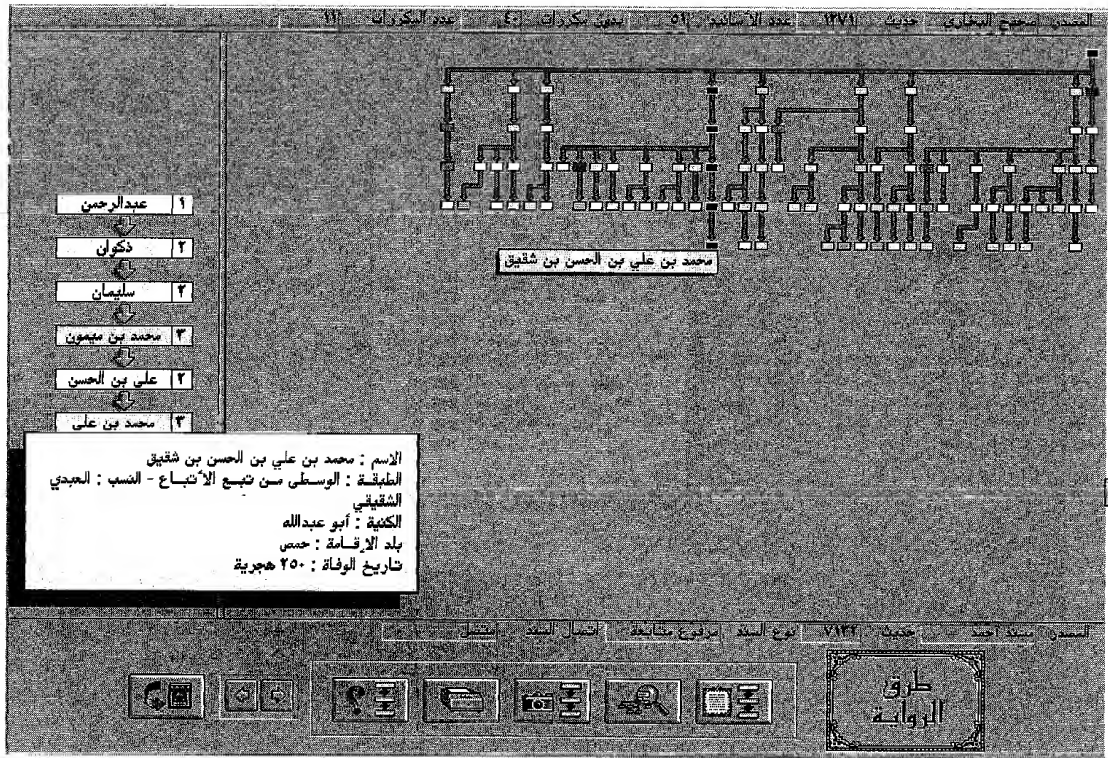 المصدر صحيح البخاري حديث ١٢٧١ عدد الأسانيد ٥١ بدون مكررات ٤٠ عدد المكررات ١١
١ عبدالرحمن
٢ ذكوان
محمد بن علي بن الحسن بن شقيق
٢ سليمان
٣ محمد بن ميمون
٢ علي بن الحسن
٣ محمد بن علي
الاسم : محمد بن علي بن الحسن بن شقيق
الطبقة : الوسطى من تبع الأتباع - النسب : العبدي
الشقيقي
الكنية : أبو عبدالله
بلد الإقامة : حمص
تاريخ الوفاة : ٢٥٠ هجرية
المصدر مسند احمد حديث ٧١٣٢ نوع السند مرفوع متابعة اتصال السند متصل
طرق
الرواية